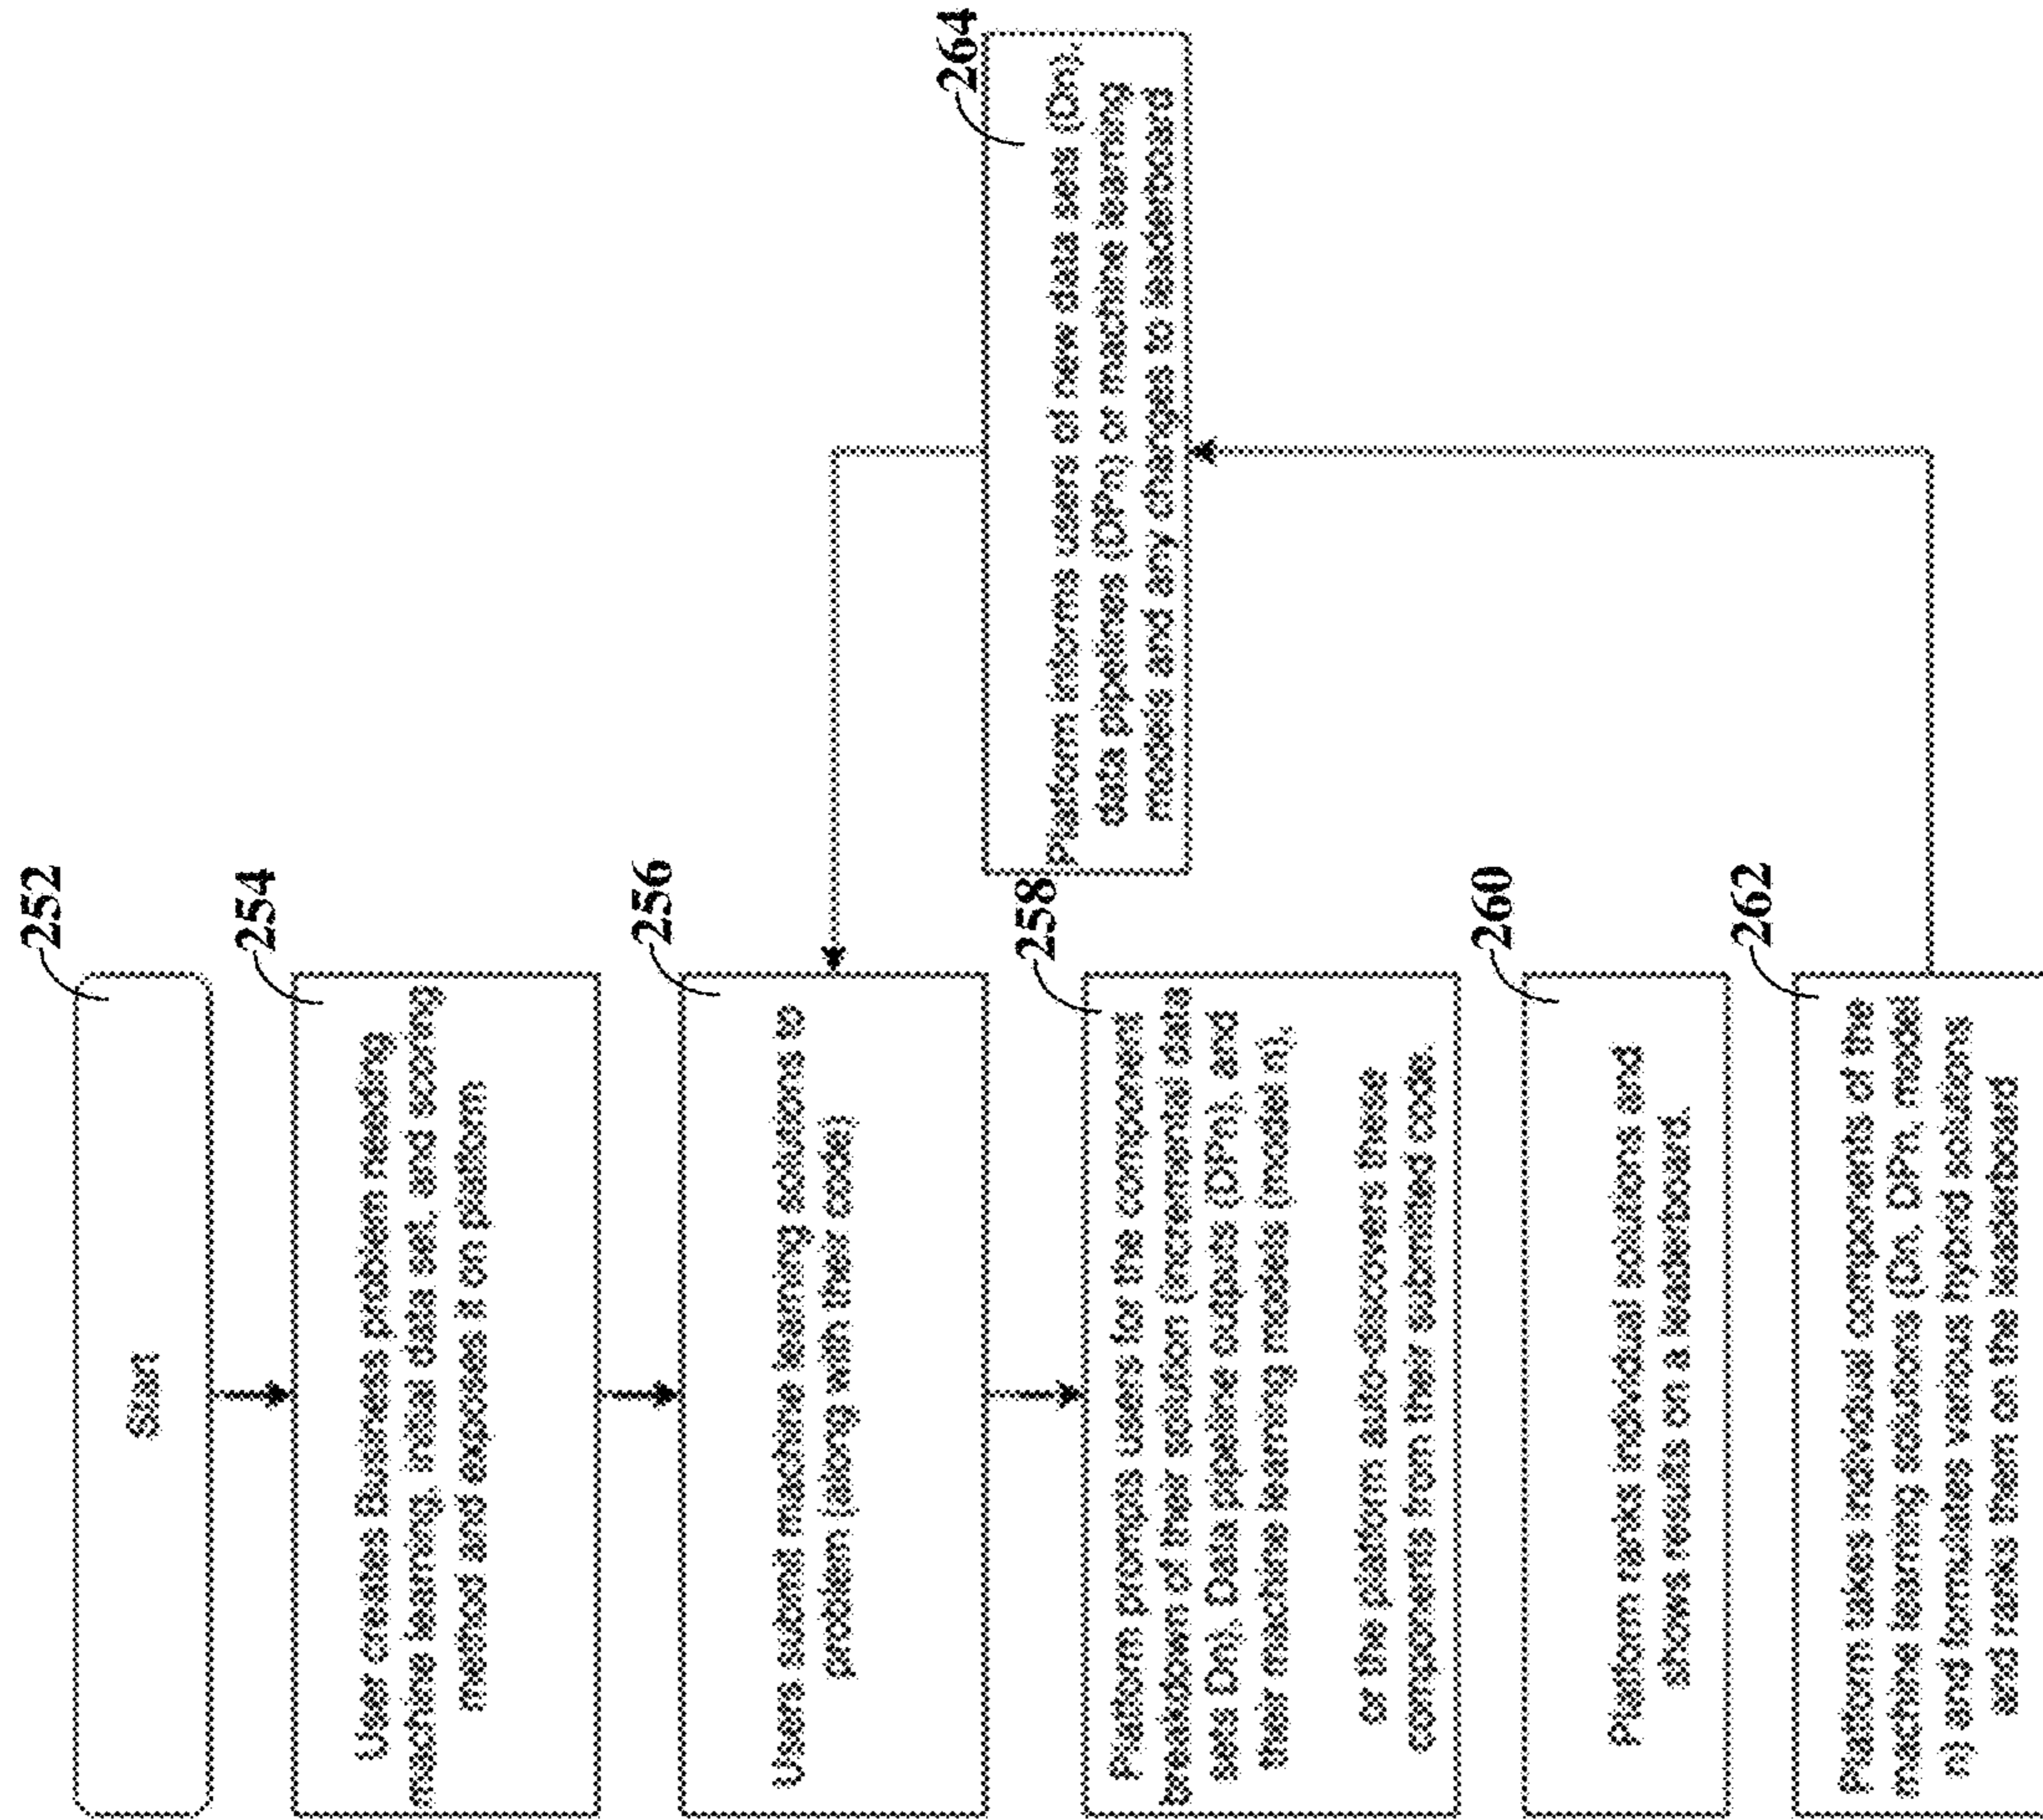 252
Start
254
User creates Business problem needing
machine learning, initial data set, and scoring
method and exposes it on platform
256
Users submit machine learning solutions to
problem (along with their code)
258
Platform prompts users for the component
breakdown of their solution (incremental data
sets Dn), Data pipeline outputs (DPn), and
their machine learning models (model n),
or the platform auto-discovers these
components from their submitted code.
260
Platform ranks individual solutions and
shows results on a leaderboard.
262
Platform takes individual components of the
machine learning solutions (Dn, DPn, model
n) and formulates various hybrid solutions
and ranks them on the leaderboard
264
Platform informs users of new data sets (Dn),
data pipelines (DPn) or machine learning
models and any changes to leaderboard